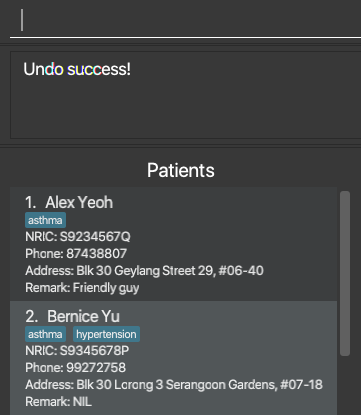 Undo success!
Patients
1. Alex Yeoh
asthma
NRIC: S9234567Q
Phone: 87438807
Address: Blk 30 Geylang Street 29, #06-40
Remark: Friendly guy
2. Bernice Yu
asthma hypertension
NRIC: S9345678P
Phone: 99272758
Address: Blk 30 Lorong 3 Serangoon Gardens, #07-18
Remark: NIL